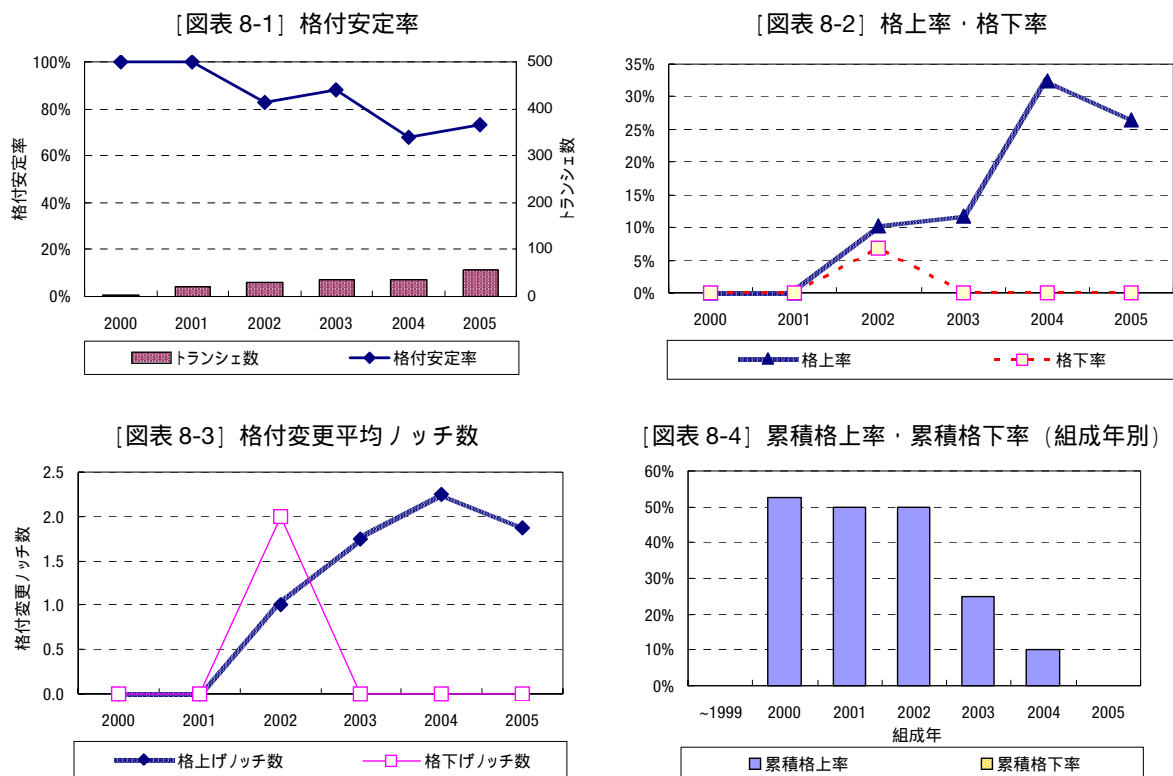 [図表 8-1] 格付安定率
100%
80%
60%
40%
20%
0%
格付安定率
500
400
300
200
100
0
トランシェ数
2000 2001 2002 2003 2004 2005
トランシェ数 格付安定率
[図表 8-2] 格上率・格下率
35%
30%
25%
20%
15%
10%
5%
0%
2000 2001 2002 2003 2004 2005
格上率 格下率
[図表 8-3] 格付変更平均ノッチ数
2.5
2.0
1.5
1.0
0.5
0.0
格付変更ノッチ数
2000 2001 2002 2003 2004 2005
格上げノッチ数 格下げノッチ数
[図表 8-4] 累積格上率・累積格下率（組成年別）
60%
50%
40%
30%
20%
10%
0%
~1999 2000 2001 2002 2003 2004 2005
組成年
累積格上率 累積格下率